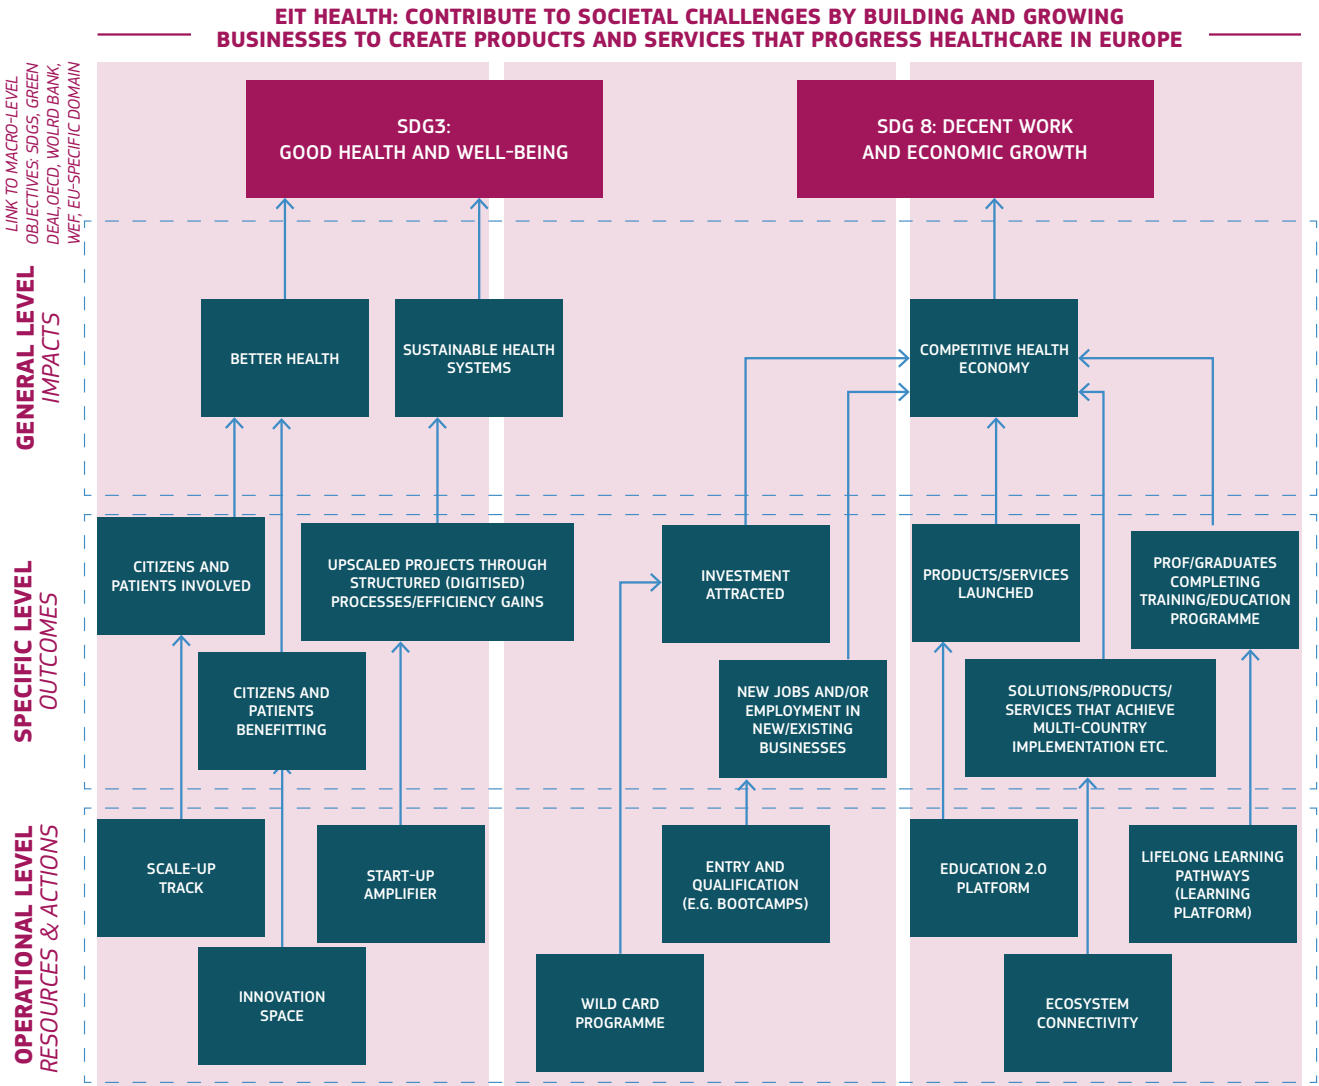 EIT HEALTH: CONTRIBUTE TO SOCIETAL CHALLENGES BY BUILDING AND GROWING
BUSINESSES TO CREATE PRODUCTS AND SERVICES THAT PROGRESS HEALTHCARE IN EUROPE
LINK TO MACRO-LEVEL
OBJECTIVES: SDGS, GREEN
DEAL,OECD, WOLRD BANK,
WEF, EU-SPECIFIC DOMAIN
SDG3:
GOOD HEALTH AND WELL-BEING
SDG 8: DECENT WORK
AND ECONOMIC GROWTH
GENERAL LEVEL
IMPACTS
BETTER HEALTH
SUSTAINABLE HEALTH
SYSTEMS
COMPETITIVE HEALTH
ECONOMY
SPECIFIC LEVEL
OUTCOMES
CITIZENS AND
PATIENTS INVOLVED
UPSCALED PROJECTS THROUGH
STRUCTURED (DIGITISED)
PROCESSES/EFFICIENCY GAINS
INVESTMENT
ATTRACTED
PRODUCTS/SERVICES
LAUNCHED
PROF/GRADUATES
COMPLETING
TRAINING/EDUCATION
PROGRAMME
CITIZENS AND
PATIENTS
BENEFITTING
NEW JOBS AND/OR
EMPLOYMENT IN
NEW/EXISTING
BUSINESSES
SOLUTIONS/PRODUCTS/
SERVICES THAT ACHIEVE
MULTI-COUNTRY
IMPLEMENTATION ETC.
OPERATIONAL LEVEL
RESOURCES & ACTIONS
SCALE-UP
TRACK
START-UP
AMPLIFIER
ENTRY AND
QUALIFICATION
(E.G. BOOTCAMPS)
EDUCATION 2.0
PLATFORM
LIFELONG LEARNING
PATHWAYS
(LEARNING
PLATFORM)
INNOVATION
SPACE
WILD CARD
PROGRAMME
ECOSYSTEM
CONNECTIVITY